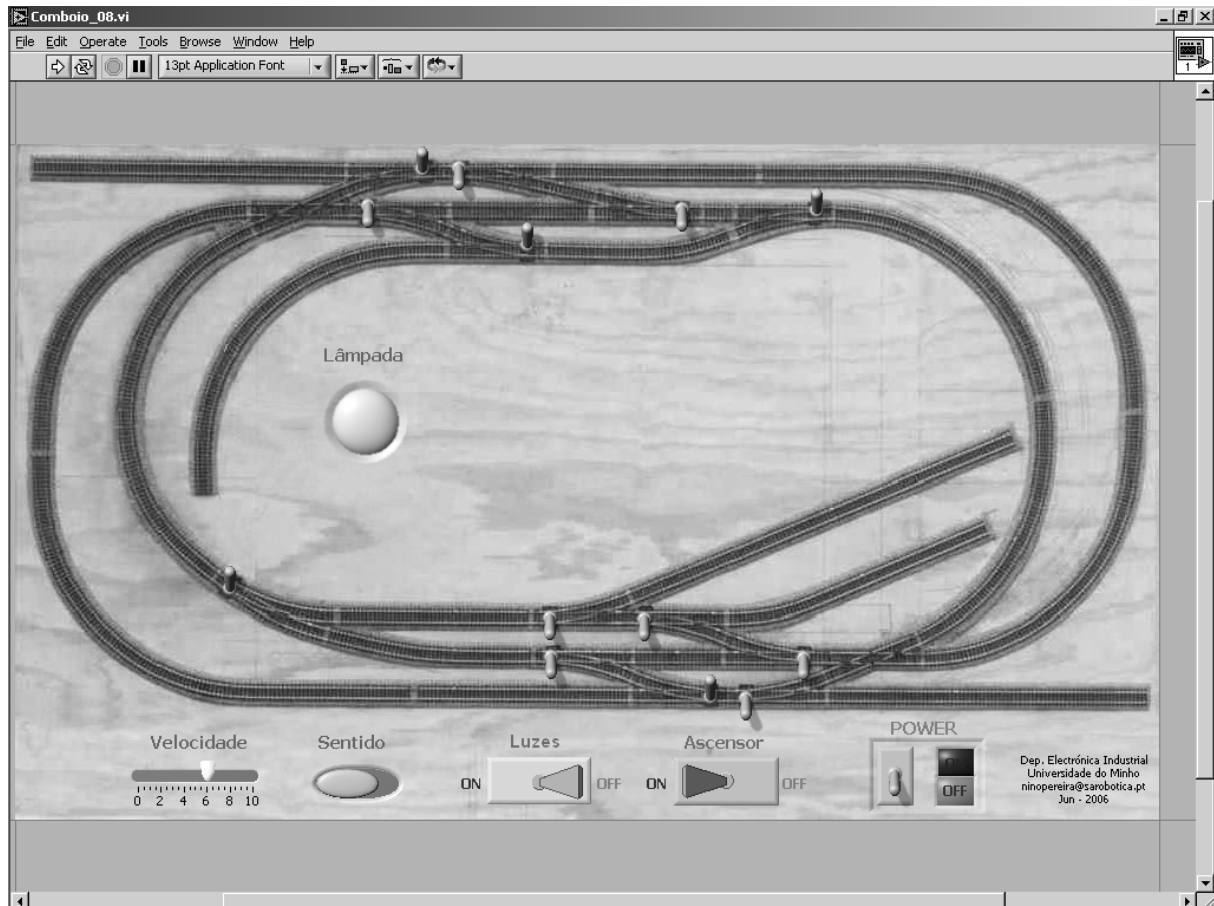 Comboio_08.vi
File Edit Operate Tools Browse Window Help
13pt Application Font
1
Lâmpada
Velocidade
0 2 4 6 8 10
Sentido
Luzes
ON OFF
Ascensor
ON OFF
POWER
OFF
Dep. Electrónica Industrial
Universidade do Minho
ninopereira@sarobotica.pt
Jun - 2006